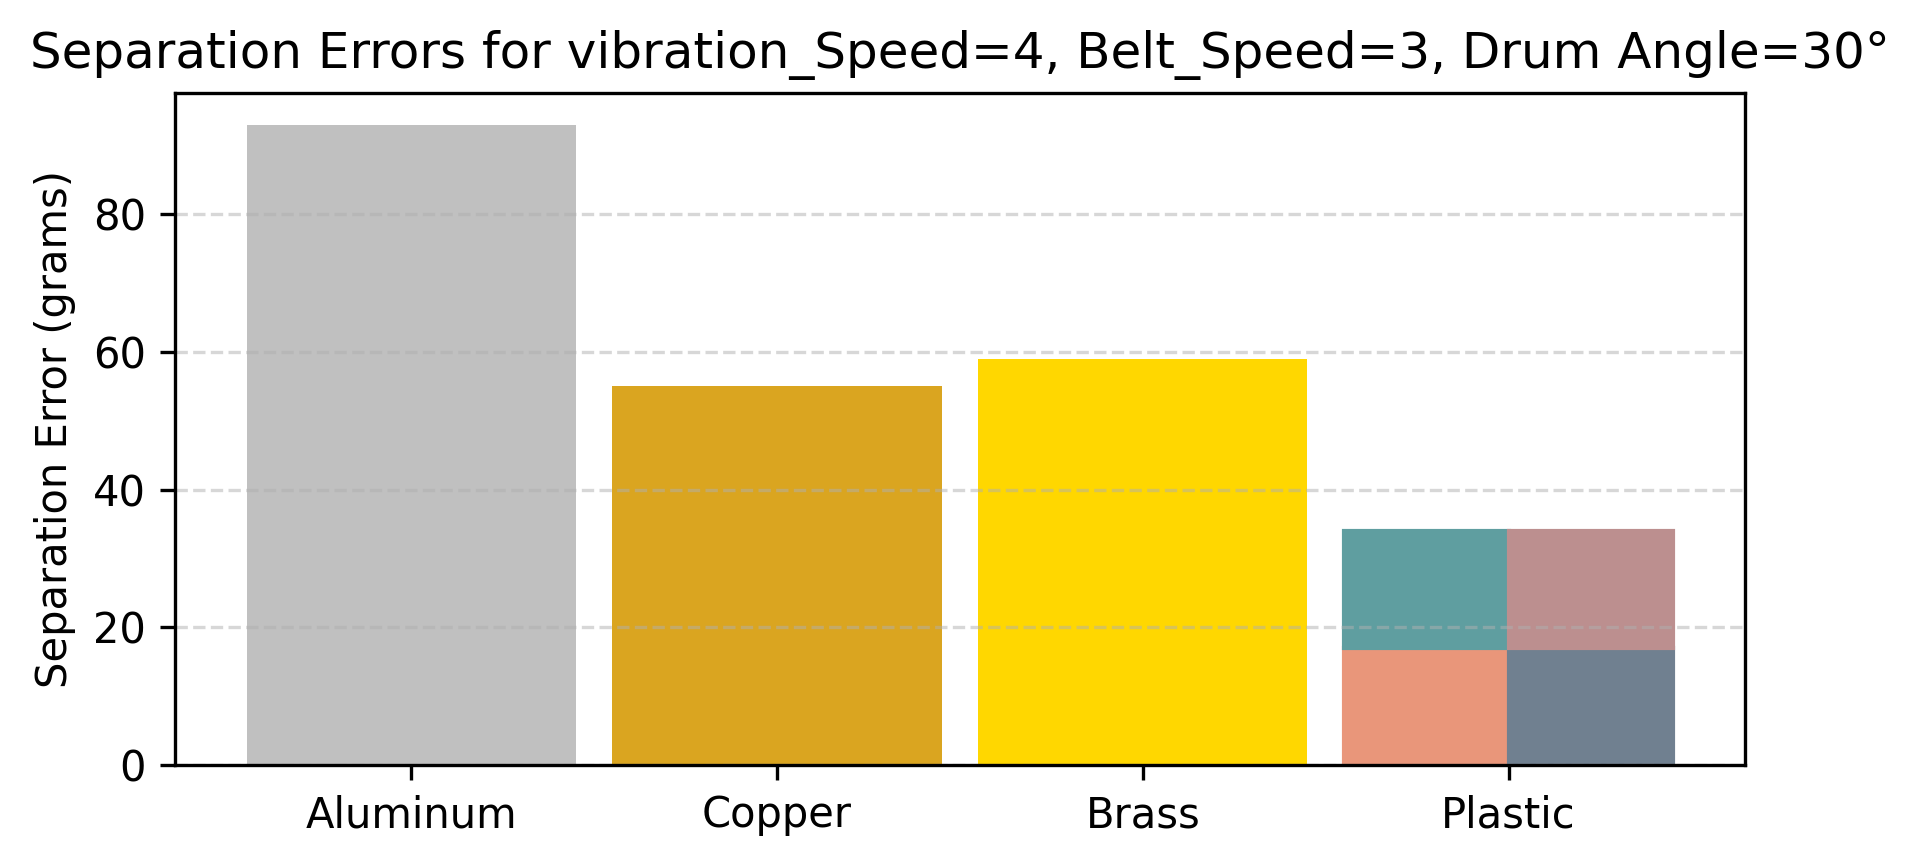 Separation Errors for vibration_Speed=4, Belt_Speed=3, Drum Angle=30°
Separation Error (grams)
80
60
40
20
0
Aluminum Copper Brass Plastic